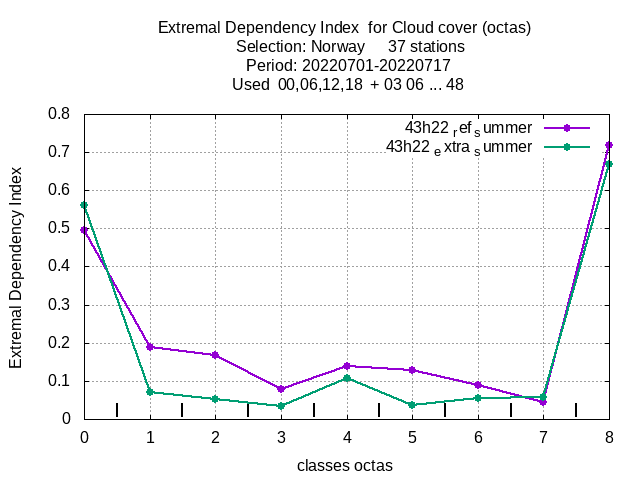 Extremal Dependency Index for Cloud cover (octas)
Selection: Norway 37 stations
Period: 20220701-20220717
Used 00,06,12,18 + 03 06 ... 48
43h22 ref summer
43h22 extra summer
Extremal Dependency Index
0.8
0.7
0.6
0.5
0.4
0.3
0.2
0.1
0
0 1 2 3 4 5 6 7 8
classes octas